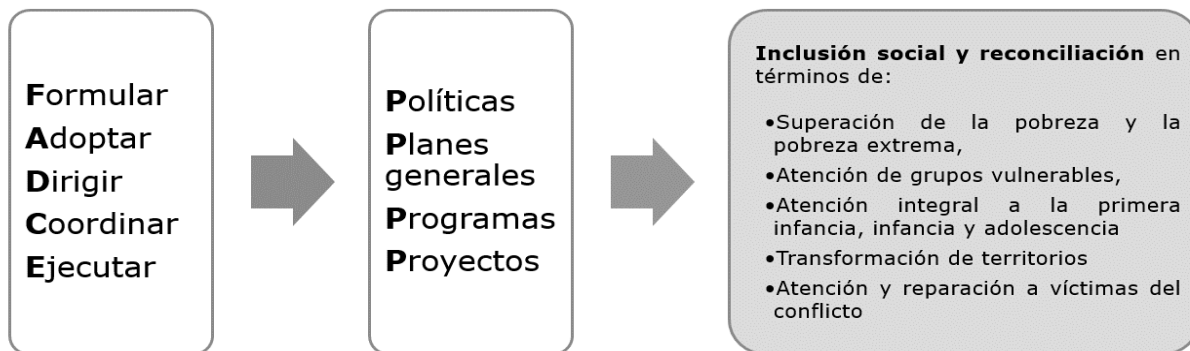 Formular
Adoptar
Dirigir
Coordinar
Ejecutar
Políticas
Planes
generales
Programas
Proyectos
Inclusión social y reconciliación en
términos de:
•Superación de la pobreza y la
pobreza extrema,
•Atención de grupos vulnerables,
•Atención integral a la primera
infancia, infancia y adolescencia
•Transformación de territorios
•Atención y reparación a víctimas del
conflicto